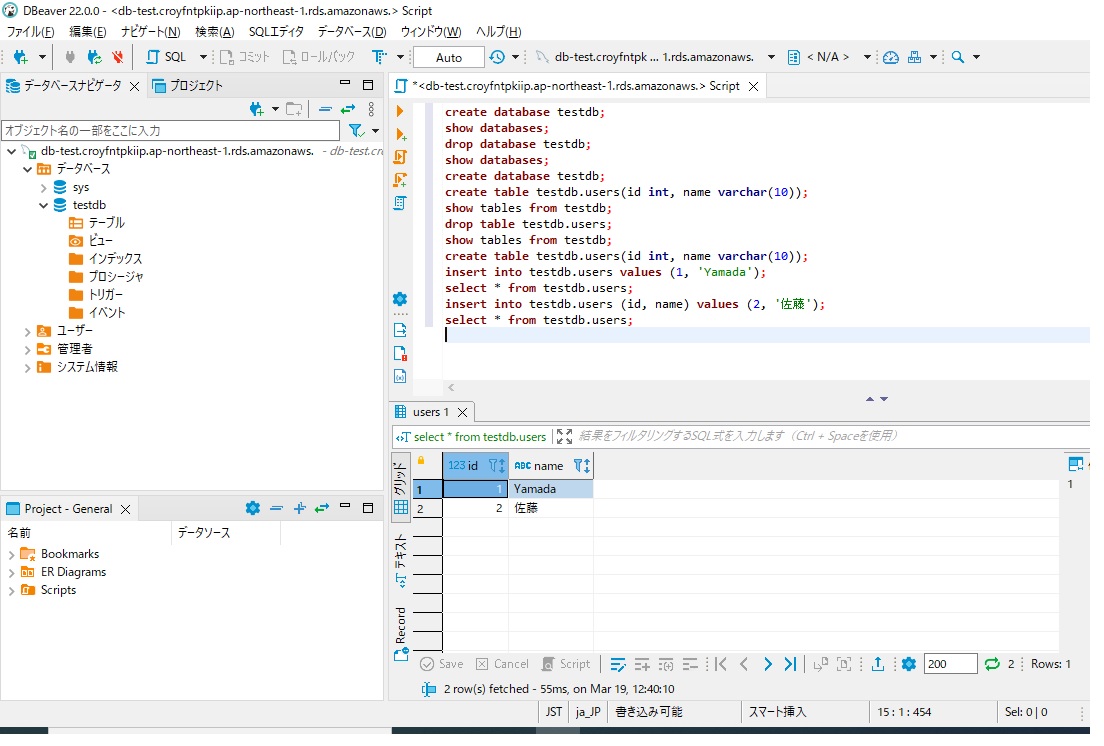 DBeaver 22.0.0 - <db-test.croyfntpkiip.ap-northeast-1.rds.amazonaws.> Script
ファイル(F) 編集(E) ナビゲート(N) 検索(A) SQLエディタ データベース(D) ウィンドウ(W) ヘルプ(H)
SQL コミット ロールバック Auto db-test.croyfntpk ... 1.rds.amazonaws. < N/A >
データベースナビゲータ プロジェクト
オブジェクト名の一部をここに入力
db-test.croyfntpkiip.ap-northeast-1.rds.amazonaws. - db-test.cr
データベース
sys
testdb
テーブル
ビュー
インデックス
プロシージャ
トリガー
イベント
ユーザー
管理者
システム情報
Project - General
名前 データソース
Bookmarks
ER Diagrams
Scripts
*<db-test.croyfntpkiip.ap-northeast-1.rds.amazonaws.> Script
create database testdb;
show databases;
drop database testdb;
show databases;
create database testdb;
create table testdb.users(id int, name varchar(10));
show tables from testdb;
drop table testdb.users;
show tables from testdb;
create table testdb.users(id int, name varchar(10));
insert into testdb.users values (1, 'Yamada');
select * from testdb.users;
insert into testdb.users (id, name) values (2, '佐藤');
select * from testdb.users;
users 1
select * from testdb.users 結果をフィルタリングするSQL式を入力します (Ctrl + Spaceを使用)
グリッド
テキスト
Record
123 id ABC name
1 1 Yamada
2 2 佐藤
1
Save Cancel Script 200 2 Rows: 1
2 row(s) fetched - 55ms, on Mar 19, 12:40:10
JST ja_JP 書き込み可能 スマート挿入 15 : 1 : 454 Sel: 0 | 0